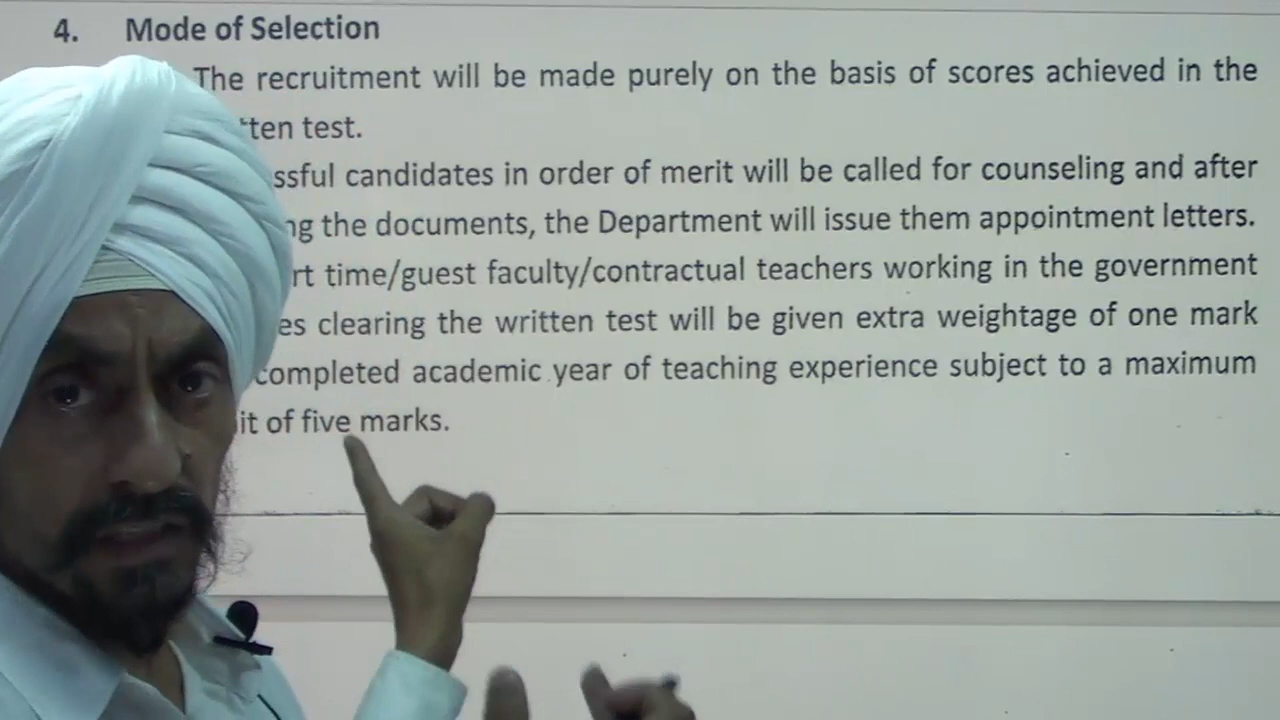 4. Mode of Selection
The recruitment will be made purely on the basis of scores achieved in the
ten test.
ssful candidates in order of merit will be called for counseling and after
ng the documents, the Department will issue them appointment letters.
rt time/guest faculty/contractual teachers working in the government
es clearing the written test will be given extra weightage of one mark
completed academic year of teaching experience subject to a maximum
it of five marks.